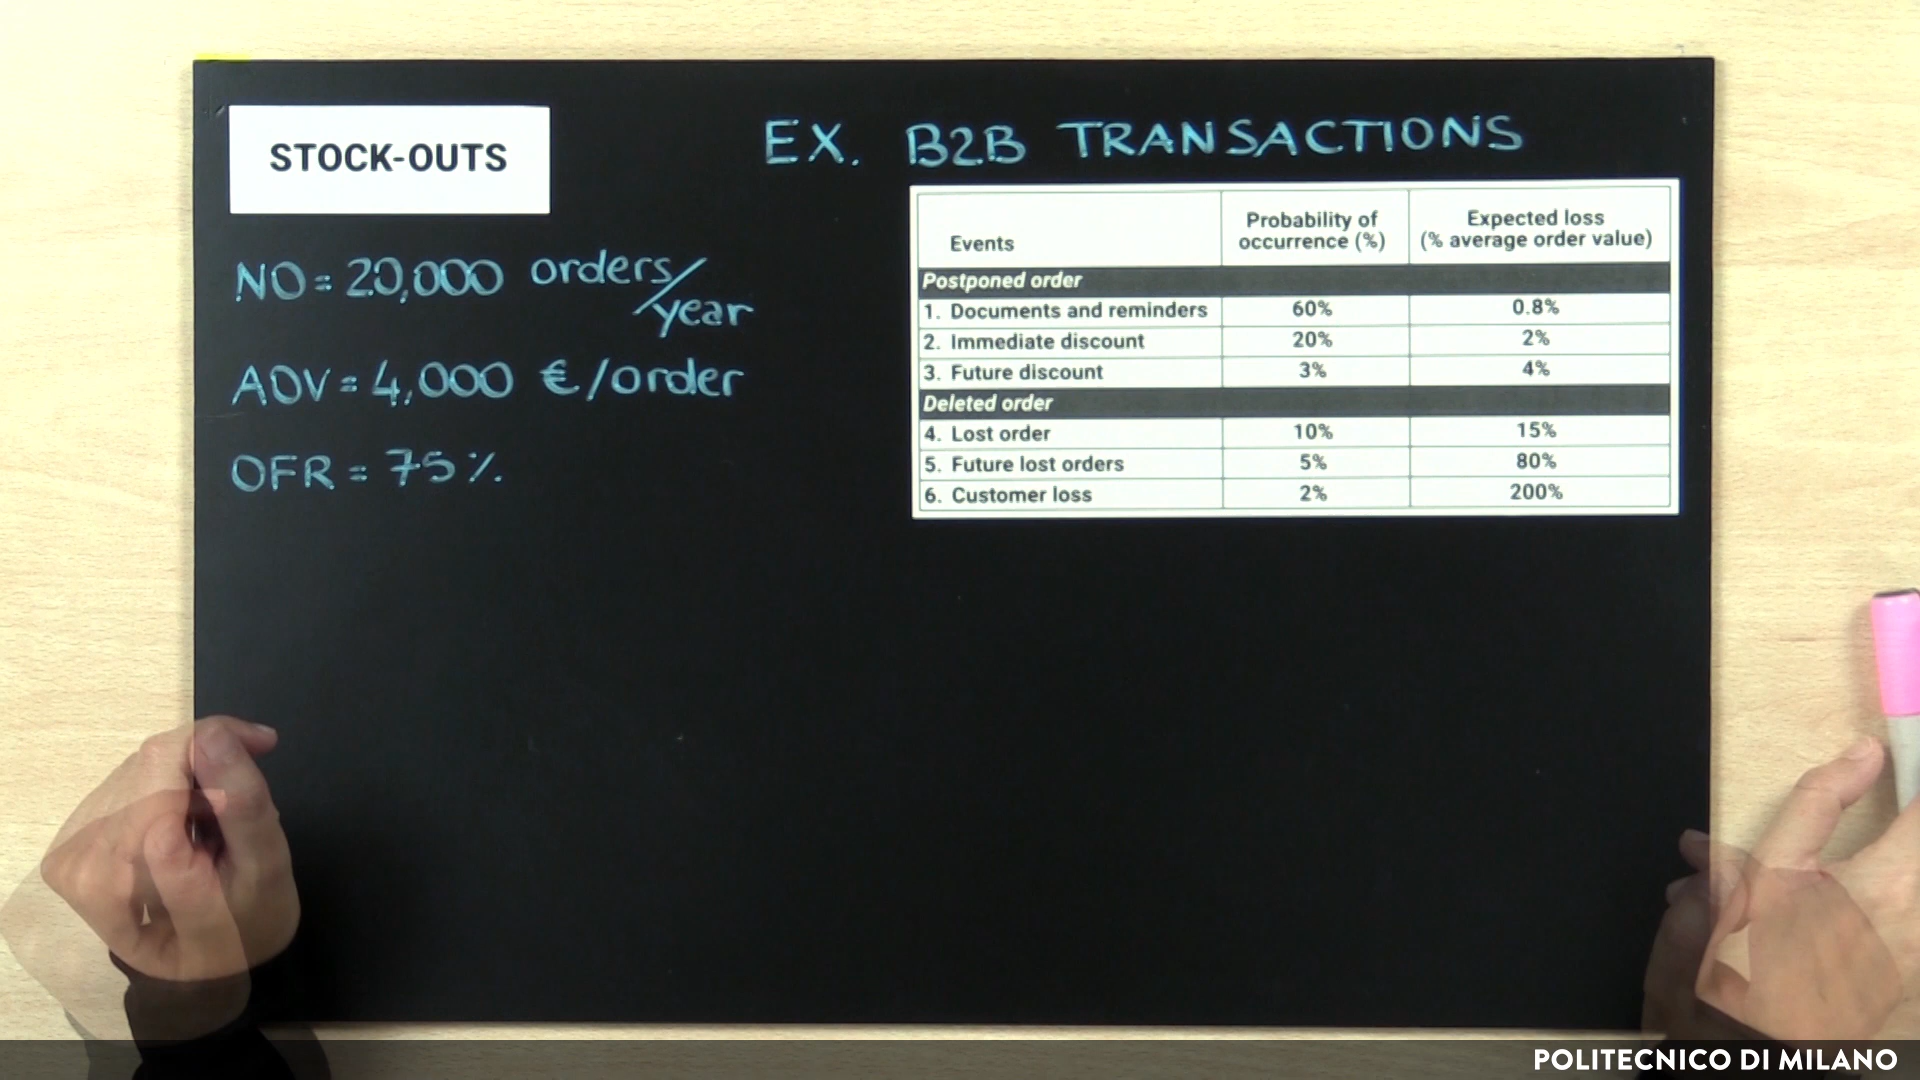 STOCK-OUTS
EX. B2B TRANSACTIONS
NO = 20,000 orders/
year
AOV = 4,000 €/order
OFR = 75%
Events Probability of occurrence (%) Expected loss (% average order value)
Postponed order
1. Documents and reminders 60% 0.8%
2. Immediate discount 20% 2%
3. Future discount 3% 4%
Deleted order
4. Lost order 10% 15%
5. Future lost orders 5% 80%
6. Customer loss 2% 200%
POLITECNICO DI MILANO